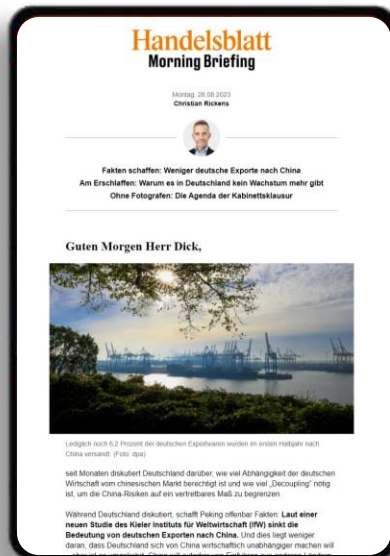 Handelsblatt
Morning Briefing
Montag, 28.08.2023
Christian Rickens
Fakten schaffen: Weniger deutsche Exporte nach China
Am Erschlaffen: Warum es in Deutschland kein Wachstum mehr gibt
Ohne Fotografen: Die Agenda der Kabinettsklausur
Guten Morgen Herr Dick,
Lediglich noch 6,2 Prozent der deutschen Exportwaren wurden im ersten Halbjahr nach
China versandt. (Foto: dpa)
seit Monaten diskutiert Deutschland darüber, wie viel Abhängigkeit der deutschen
Wirtschaft vom chinesischen Markt berechtigt ist und wie viel „Decoupling“ nötig
ist, um die China-Risiken auf ein vertretbares Maß zu begrenzen.
Während Deutschland diskutiert, schafft Peking offenbar Fakten: Laut einer
neuen Studie des Kieler Instituts für Weltwirtschaft (IfW) sinkt die
Bedeutung von deutschen Exporten nach China. Und dies liegt weniger
daran, dass Deutschland sich von China wirtschaftlich unabhängiger machen will